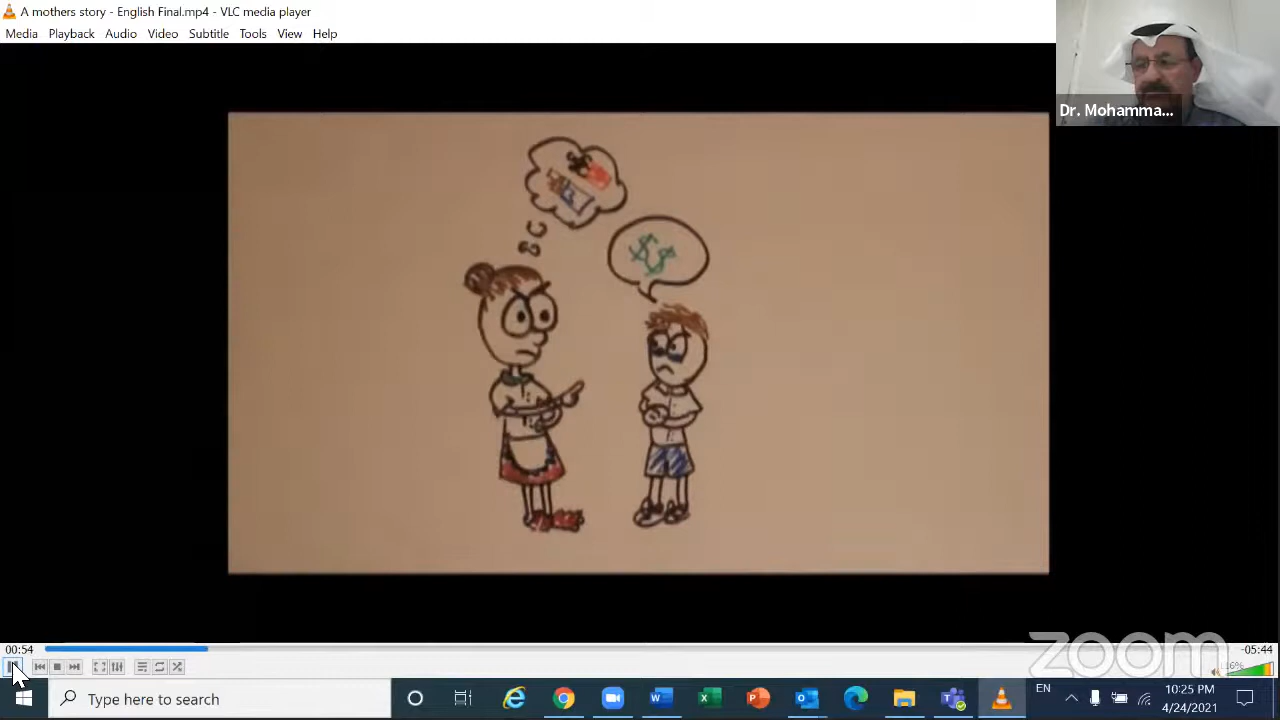 A mothers story - English Final.mp4 - VLC media player
Media Playback Audio Video Subtitle Tools View Help
Dr. Mohamma...
$$
00:54
-05:44
zoom
16%
Type here to search
EN
10:25 PM
4/24/2021